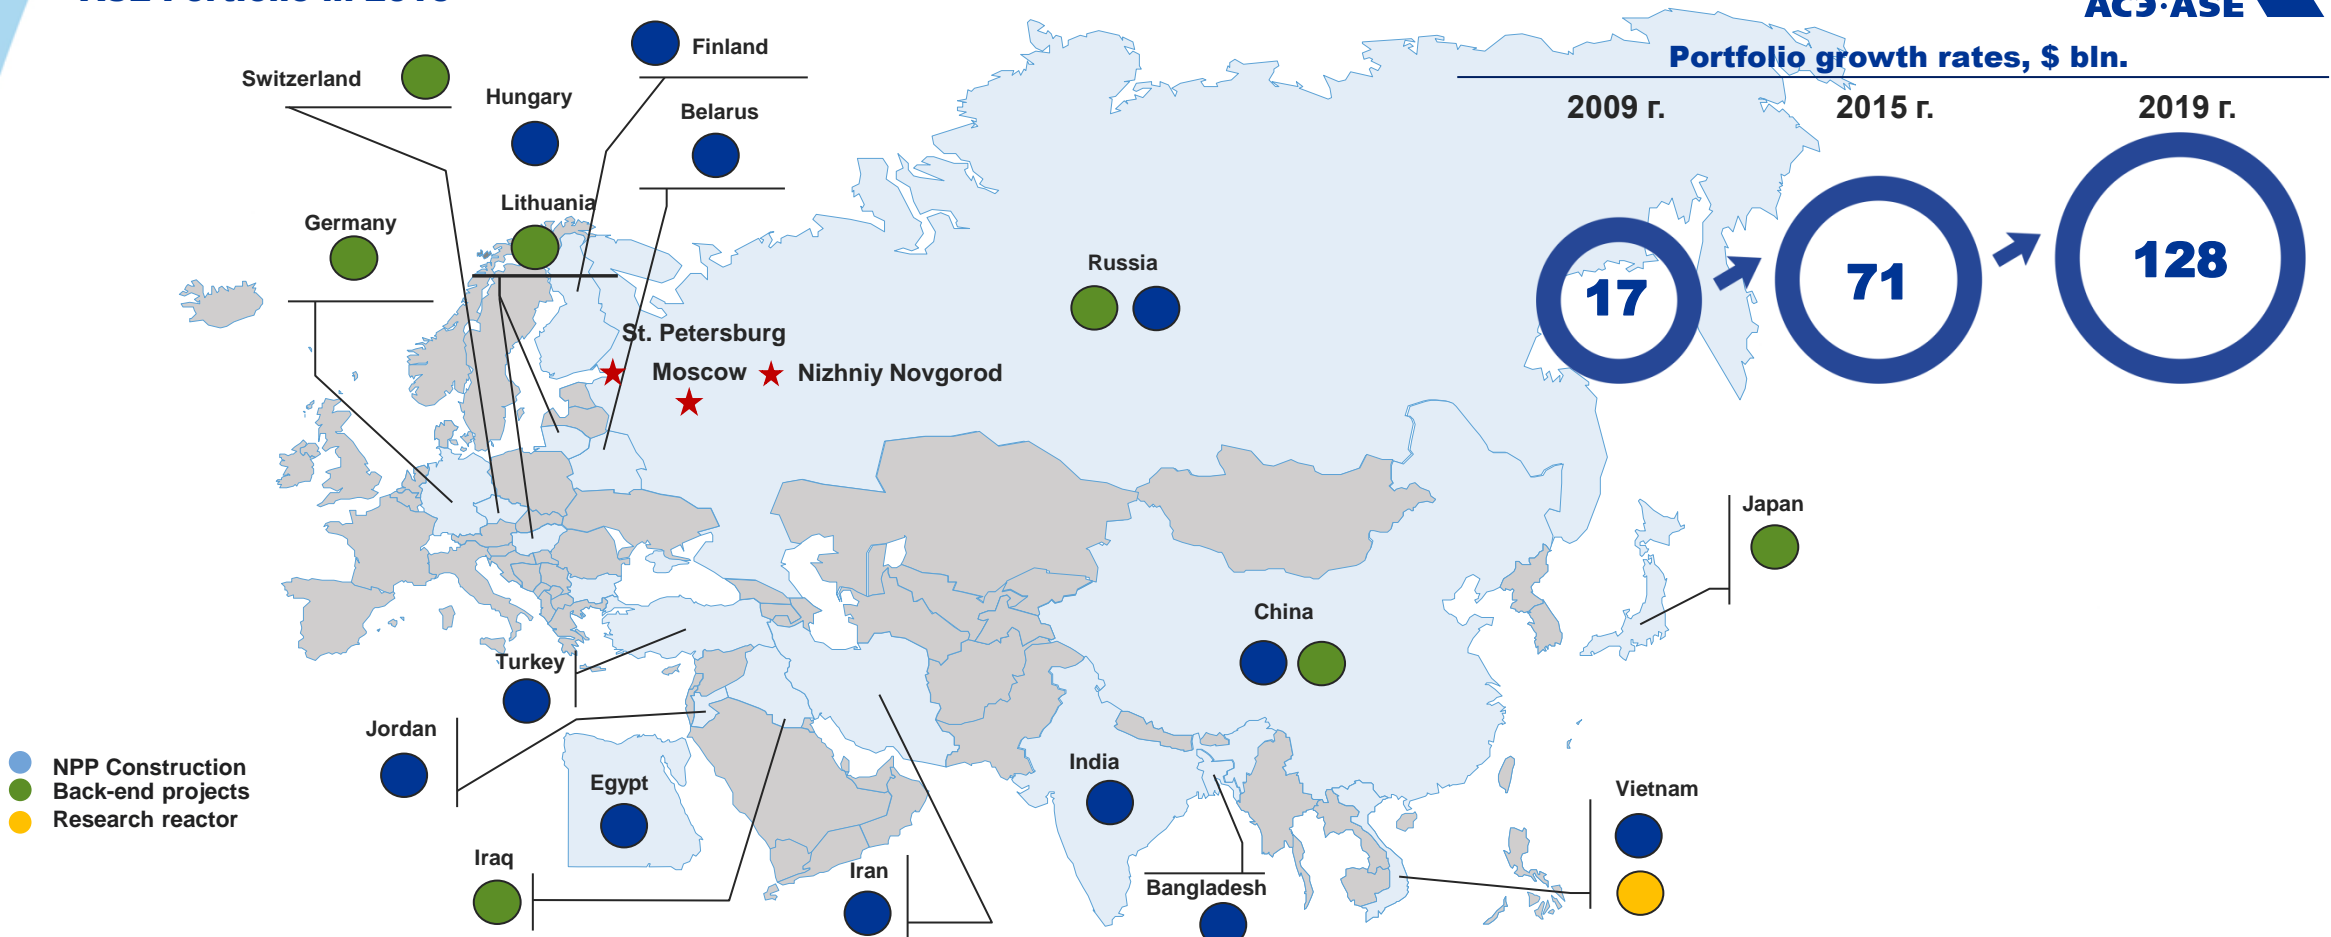 АСЭ·ASE
Portfolio growth rates, $ bln.
2009 г.
2015 г.
2019 г.
17
71
128
Finland
Switzerland
Hungary
Belarus
Lithuania
Germany
Russia
St. Petersburg
Moscow
Nizhniy Novgorod
Japan
China
Turkey
Jordan
NPP Construction
Back-end projects
Research reactor
Egypt
India
Vietnam
Iraq
Iran
Bangladesh